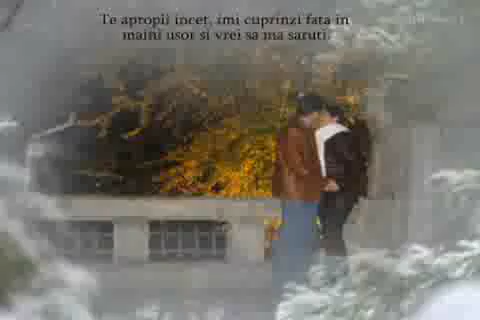 Te apropii incet, imi cuprinzi fata in
maini usor si vrei sa ma saruti.